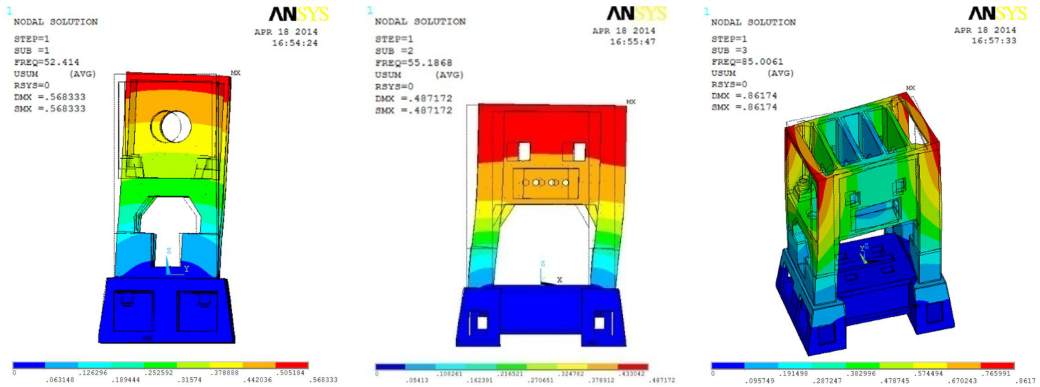 1
NODAL SOLUTION
STEP=1
SUB =1
FREQ=52.414
USUM (AVG)
RSYS=0
DMX =.568333
SMX =.568333
ANSYS
APR 18 2014
16:54:24
MX
Z
Y
0
.063148
.126296
.189444
.252592
.31574
.378888
.442036
.505184
.568333
1
NODAL SOLUTION
STEP=1
SUB =2
FREQ=55.1868
USUM (AVG)
RSYS=0
DMX =.487172
SMX =.487172
ANSYS
APR 18 2014
16:55:47
MX
Z
X
0
.05413
.108261
.162391
.216521
.270651
.324782
.378912
.433042
.487172
1
NODAL SOLUTION
STEP=1
SUB =3
FREQ=85.0061
USUM (AVG)
RSYS=0
DMX =.86174
SMX =.86174
ANSYS
APR 18 2014
16:57:33
MX
0
.095749
.191498
.287247
.382996
.478745
.574494
.670243
.765991
.8617